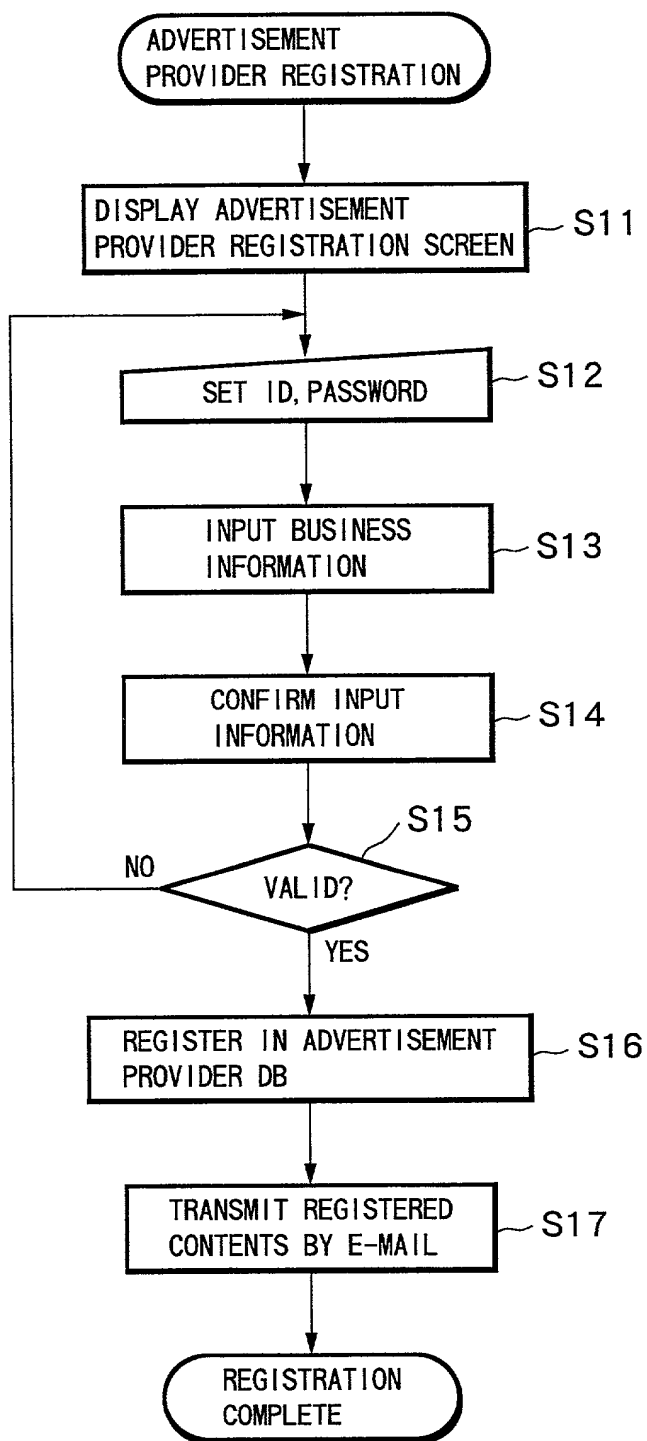 ADVERTISEMENT
PROVIDER REGISTRATION
DISPLAY ADVERTISEMENT
PROVIDER REGISTRATION SCREEN
S11
SET ID, PASSWORD
S12
INPUT BUSINESS
INFORMATION
S13
CONFIRM INPUT
INFORMATION
S14
S15
NO
VALID?
YES
REGISTER IN ADVERTISEMENT
PROVIDER DB
S16
TRANSMIT REGISTERED
CONTENTS BY E-MAIL
S17
REGISTRATION
COMPLETE